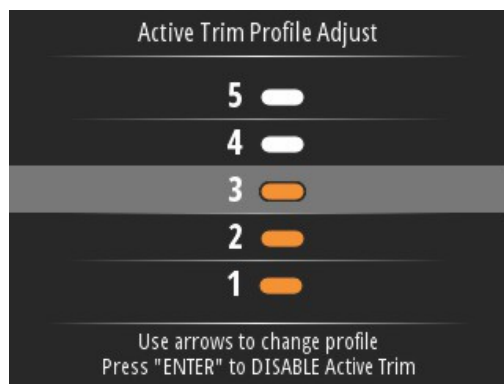 Active Trim Profile Adjust
5
4
3
2
1
Use arrows to change profile
Press "ENTER" to DISABLE Active Trim